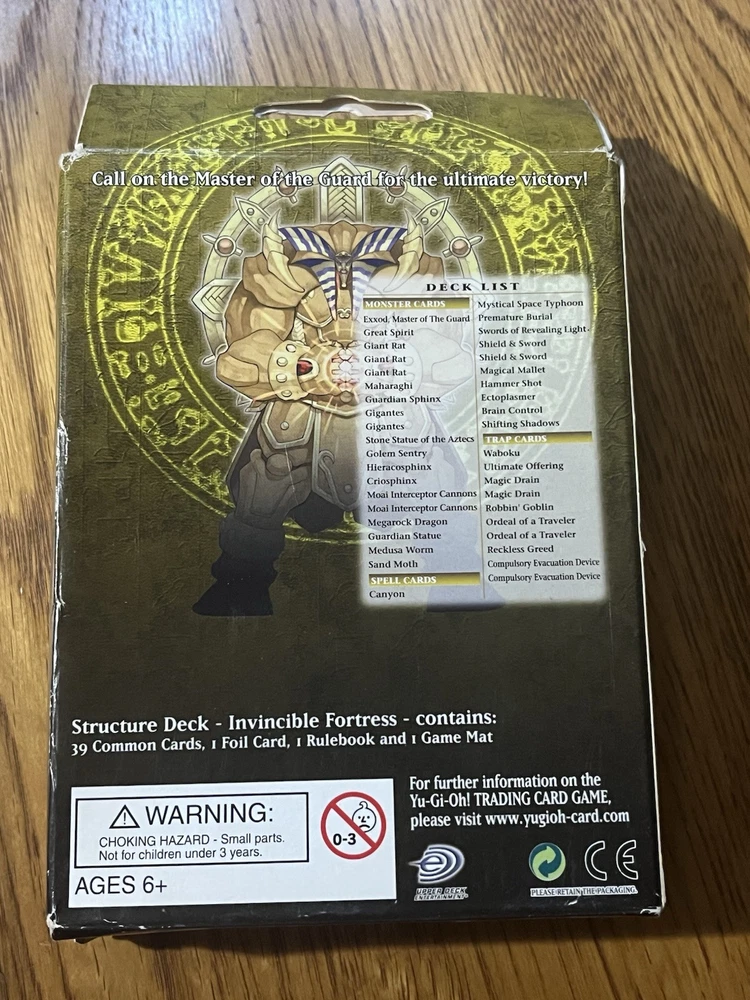 Call on the Master of the Guard for the ultimate victory!
DECK LIST
MONSTER CARDS
Exxod, Master of The Guard
Great Spirit
Giant Rat
Giant Rat
Giant Rat
Maharaghi
Guardian Sphinx
Gigantes
Gigantes
Stone Statue of the Aztecs
Golem Sentry
Hieracosphinx
Criosphinx
Moai Interceptor Cannons
Moai Interceptor Cannons
Megarock Dragon
Guardian Statue
Medusa Worm
Sand Moth
SPELL CARDS
Canyon
Mystical Space Typhoon
Premature Burial
Swords of Revealing Light
Shield & Sword
Shield & Sword
Magical Mallet
Hammer Shot
Ectoplasmer
Brain Control
Shifting Shadows
TRAP CARDS
Waboku
Ultimate Offering
Magic Drain
Magic Drain
Robbin' Goblin
Ordeal of a Traveler
Ordeal of a Traveler
Reckless Greed
Compulsory Evacuation Device
Compulsory Evacuation Device
Structure Deck - Invincible Fortress - contains:
39 Common Cards, 1 Foil Card, 1 Rulebook and 1 Game Mat
WARNING:
CHOKING HAZARD - Small parts.
Not for children under 3 years.
AGES 6+
0-3
For further information on the
Yu-Gi-Oh! TRADING CARD GAME,
please visit www.yugioh-card.com
UPPER DECK
ENTERTAINMENT
CE
PLEASE RETAIN THE PACKAGING